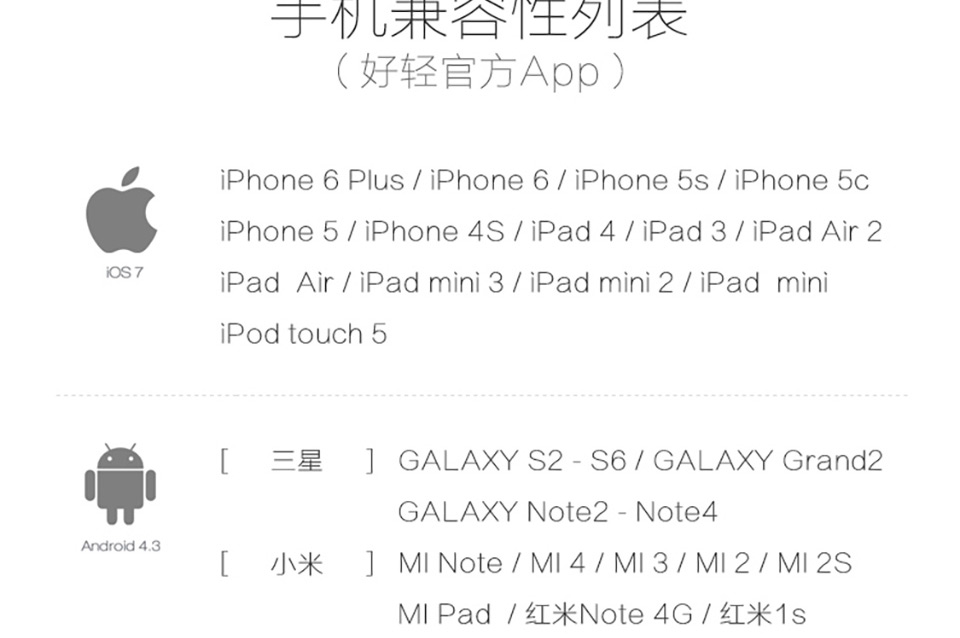 手机兼容性列表
（好轻官方App）
iPhone 6 Plus / iPhone 6 / iPhone 5s / iPhone 5c
iPhone 5 / iPhone 4S / iPad 4 / iPad 3 / iPad Air 2
iOS 7
iPad Air / iPad mini 3 / iPad mini 2 / iPad mini
iPod touch 5
[ 三星 ] GALAXY S2 - S6 / GALAXY Grand2
GALAXY Note2 - Note4
Android 4.3
[ 小米 ] MI Note / MI 4 / MI 3 / MI 2 / MI 2S
MI Pad / 红米Note 4G / 红米1s